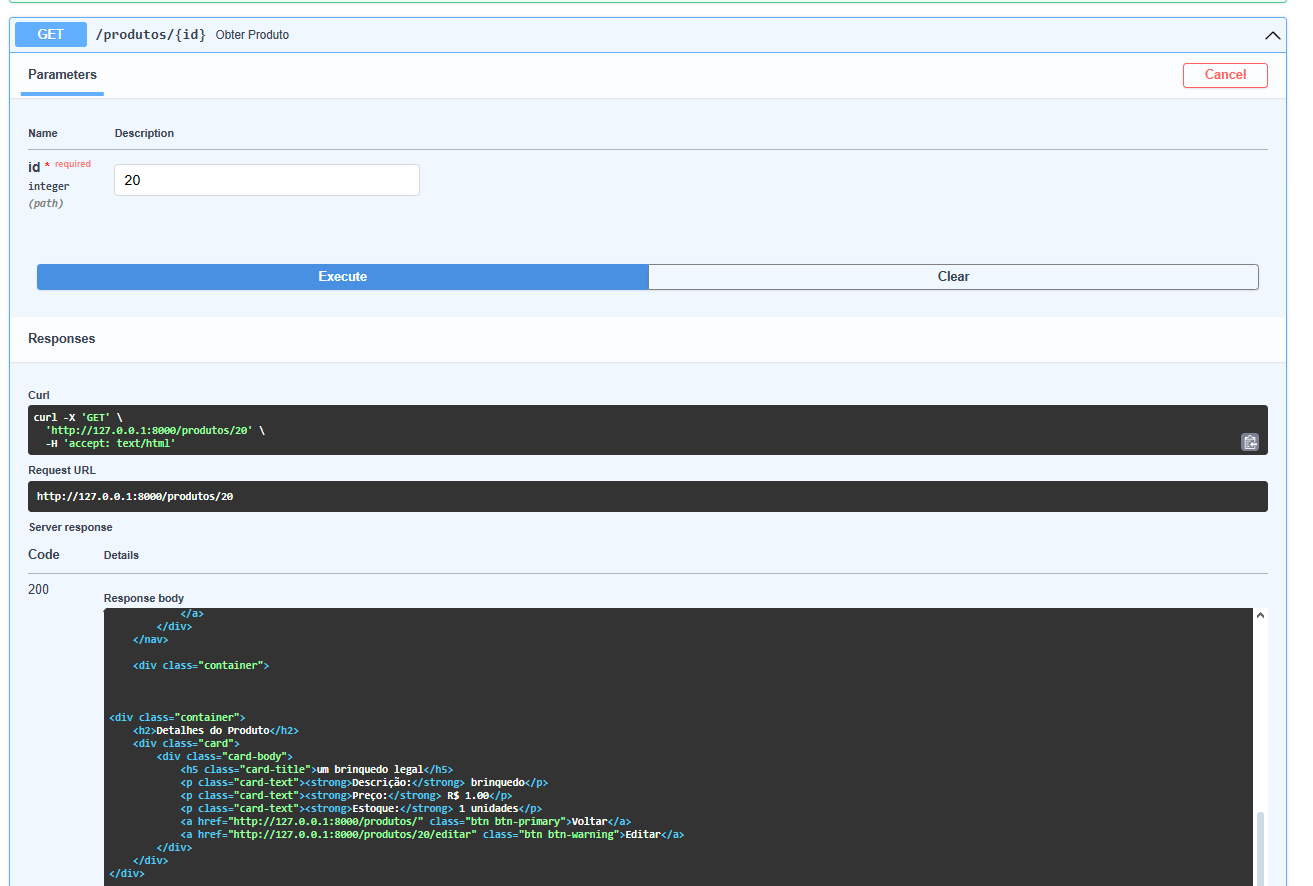 GET /produtos/{id} Obter Produto
Parameters
Cancel
Name Description
id * required
integer
(path)
20
Execute
Clear
Responses
Curl
curl -X 'GET' \
  'http://127.0.0.1:8000/produtos/20' \
  -H 'accept: text/html'
Request URL
http://127.0.0.1:8000/produtos/20
Server response
Code Details
200
Response body
            </a>
        </div>
    </nav>
    <div class="container">
<div class="container">
    <h2>Detalhes do Produto</h2>
    <div class="card">
        <div class="card-body">
            <h5 class="card-title">um brinquedo legal</h5>
            <p class="card-text"><strong>Descrição:</strong> brinquedo</p>
            <p class="card-text"><strong>Preço:</strong> R$ 1.00</p>
            <p class="card-text"><strong>Estoque:</strong> 1 unidades</p>
            <a href="http://127.0.0.1:8000/produtos/" class="btn btn-primary">Voltar</a>
            <a href="http://127.0.0.1:8000/produtos/20/editar" class="btn btn-warning">Editar</a>
        </div>
    </div>
</div>